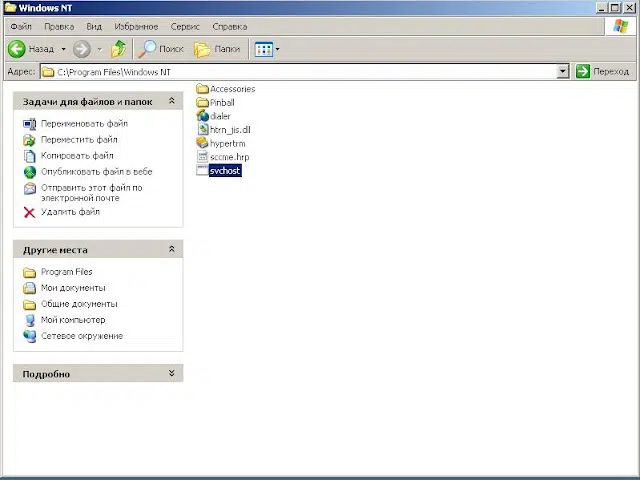 Windows NT
Файл Правка Вид Избранное Сервис Справка
Назад Поиск Папки
Адрес: C:\Program Files\Windows NT Переход
Задачи для файлов и папок
Переименовать файл
Переместить файл
Копировать файл
Опубликовать файл в вебе
Отправить этот файл по
электронной почте
Удалить файл
Другие места
Program Files
Мои документы
Общие документы
Мой компьютер
Сетевое окружение
Подробно
Accessories
Pinball
dialer
htrn_jis.dll
hypertrm
sccme.hrp
svchost